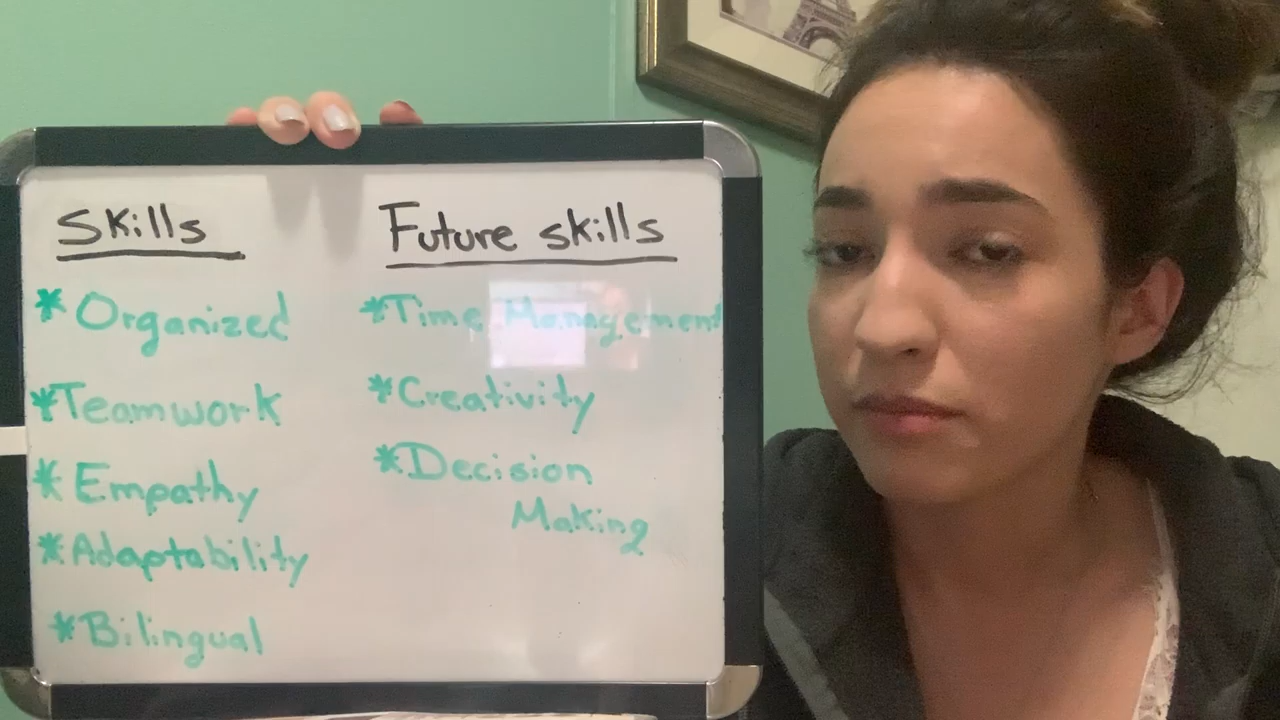 Skills
* Organized
* Teamwork
* Empathy
* Adaptability
* Bilingual
Future skills
* Time Management
* Creativity
* Decision
Making